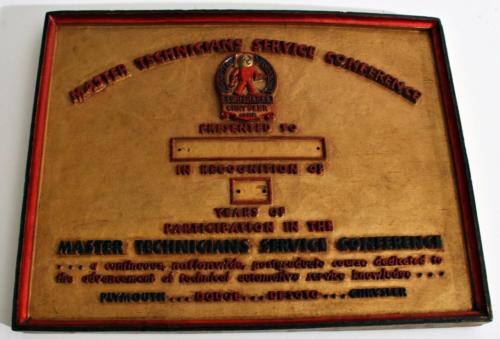 MASTER TECHNICIANS SERVICE CONFERENCE
CHRYSLER
PRESENTED TO
IN RECOGNITION OF
YEARS OF
PARTICIPATION IN THE
MASTER TECHNICIANS SERVICE CONFERENCE
... a continuous, nationwide, postgraduate course dedicated to
the advancement of technical automotive service knowledge ...
PLYMOUTH...DODGE...DESOTO...CHRYSLER